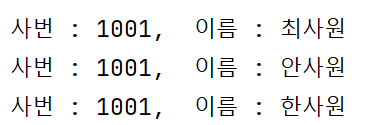 사번 : 1001,  이름 : 최사원
사번 : 1001,  이름 : 안사원
사번 : 1001,  이름 : 한사원